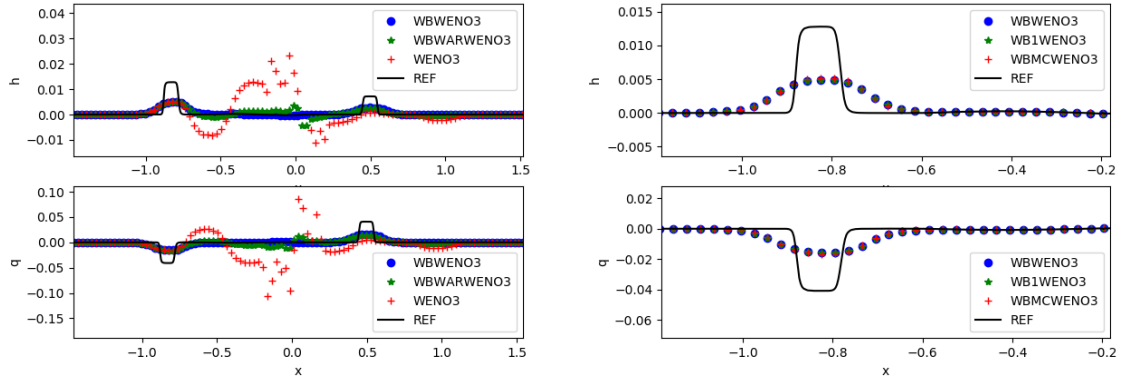 0.04
0.03
0.02
0.01
0.00
−0.01
h
WBWENO3
WBWARWENO3
WENO3
REF
−1.0
−0.5
0.0
0.5
1.0
1.5
0.015
0.010
0.005
0.000
−0.005
h
WBWENO3
WB1WENO3
WBMCWENO3
REF
−1.0
−0.8
−0.6
−0.4
−0.2
0.10
0.05
0.00
−0.05
−0.10
−0.15
q
WBWENO3
WBWARWENO3
WENO3
REF
−1.0
−0.5
0.0
0.5
1.0
1.5
x
0.02
0.00
−0.02
−0.04
−0.06
q
WBWENO3
WB1WENO3
WBMCWENO3
REF
−1.0
−0.8
−0.6
−0.4
−0.2
x